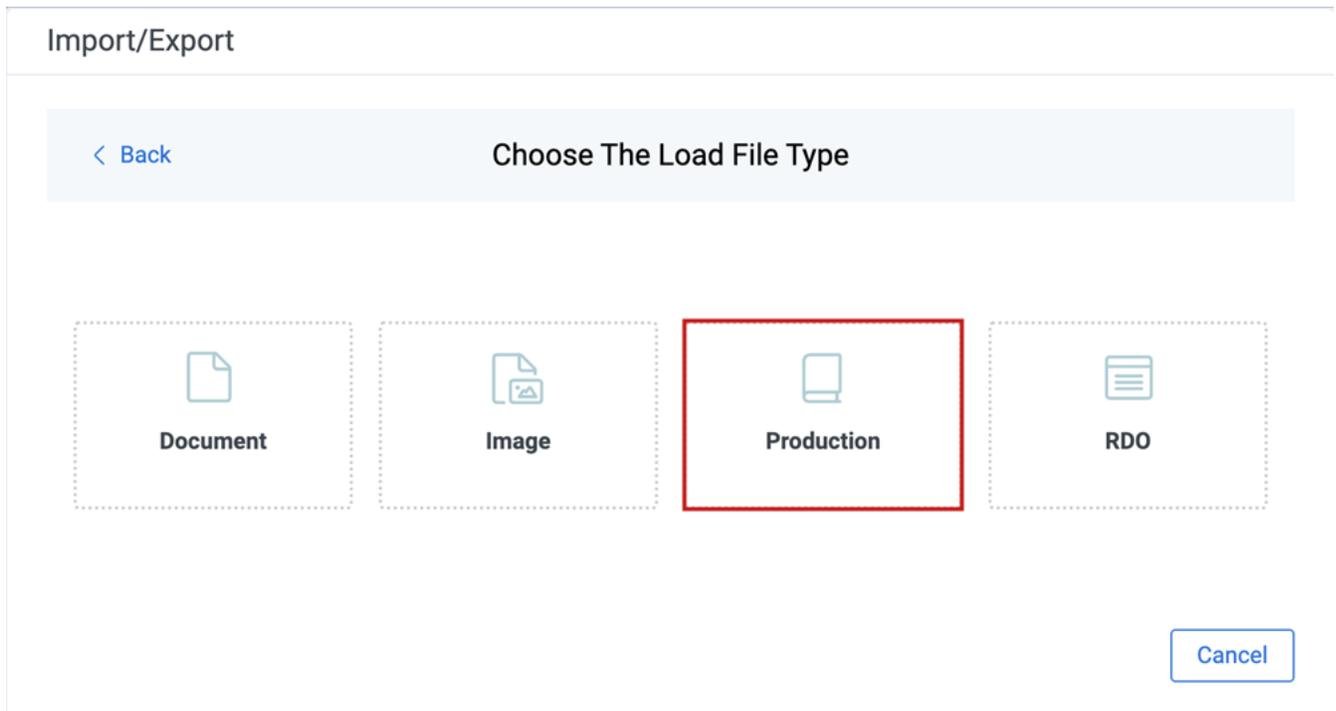 Import/Export
Back
Choose The Load File Type
Document
Image
Production
RDO
Cancel